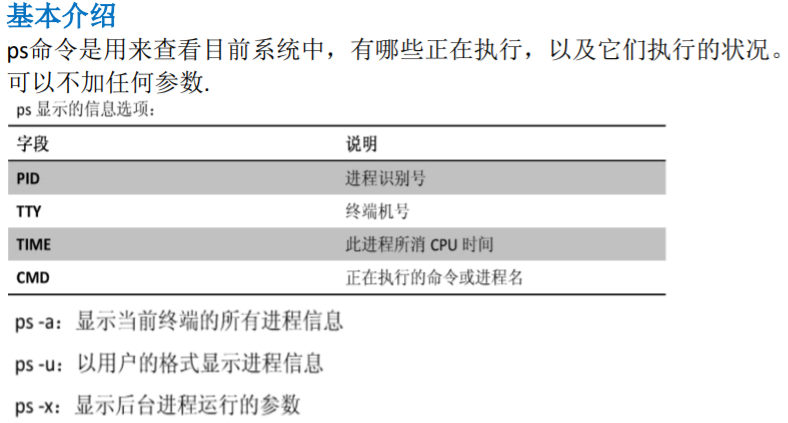 基本介绍
ps命令是用来查看目前系统中，有哪些正在执行，以及它们执行的状况。
可以不加任何参数.
ps 显示的信息选项：
字段 说明
PID 进程识别号
TTY 终端机号
TIME 此进程所消 CPU 时间
CMD 正在执行的命令或进程名
ps -a：显示当前终端的所有进程信息
ps -u：以用户的格式显示进程信息
ps -x：显示后台进程运行的参数